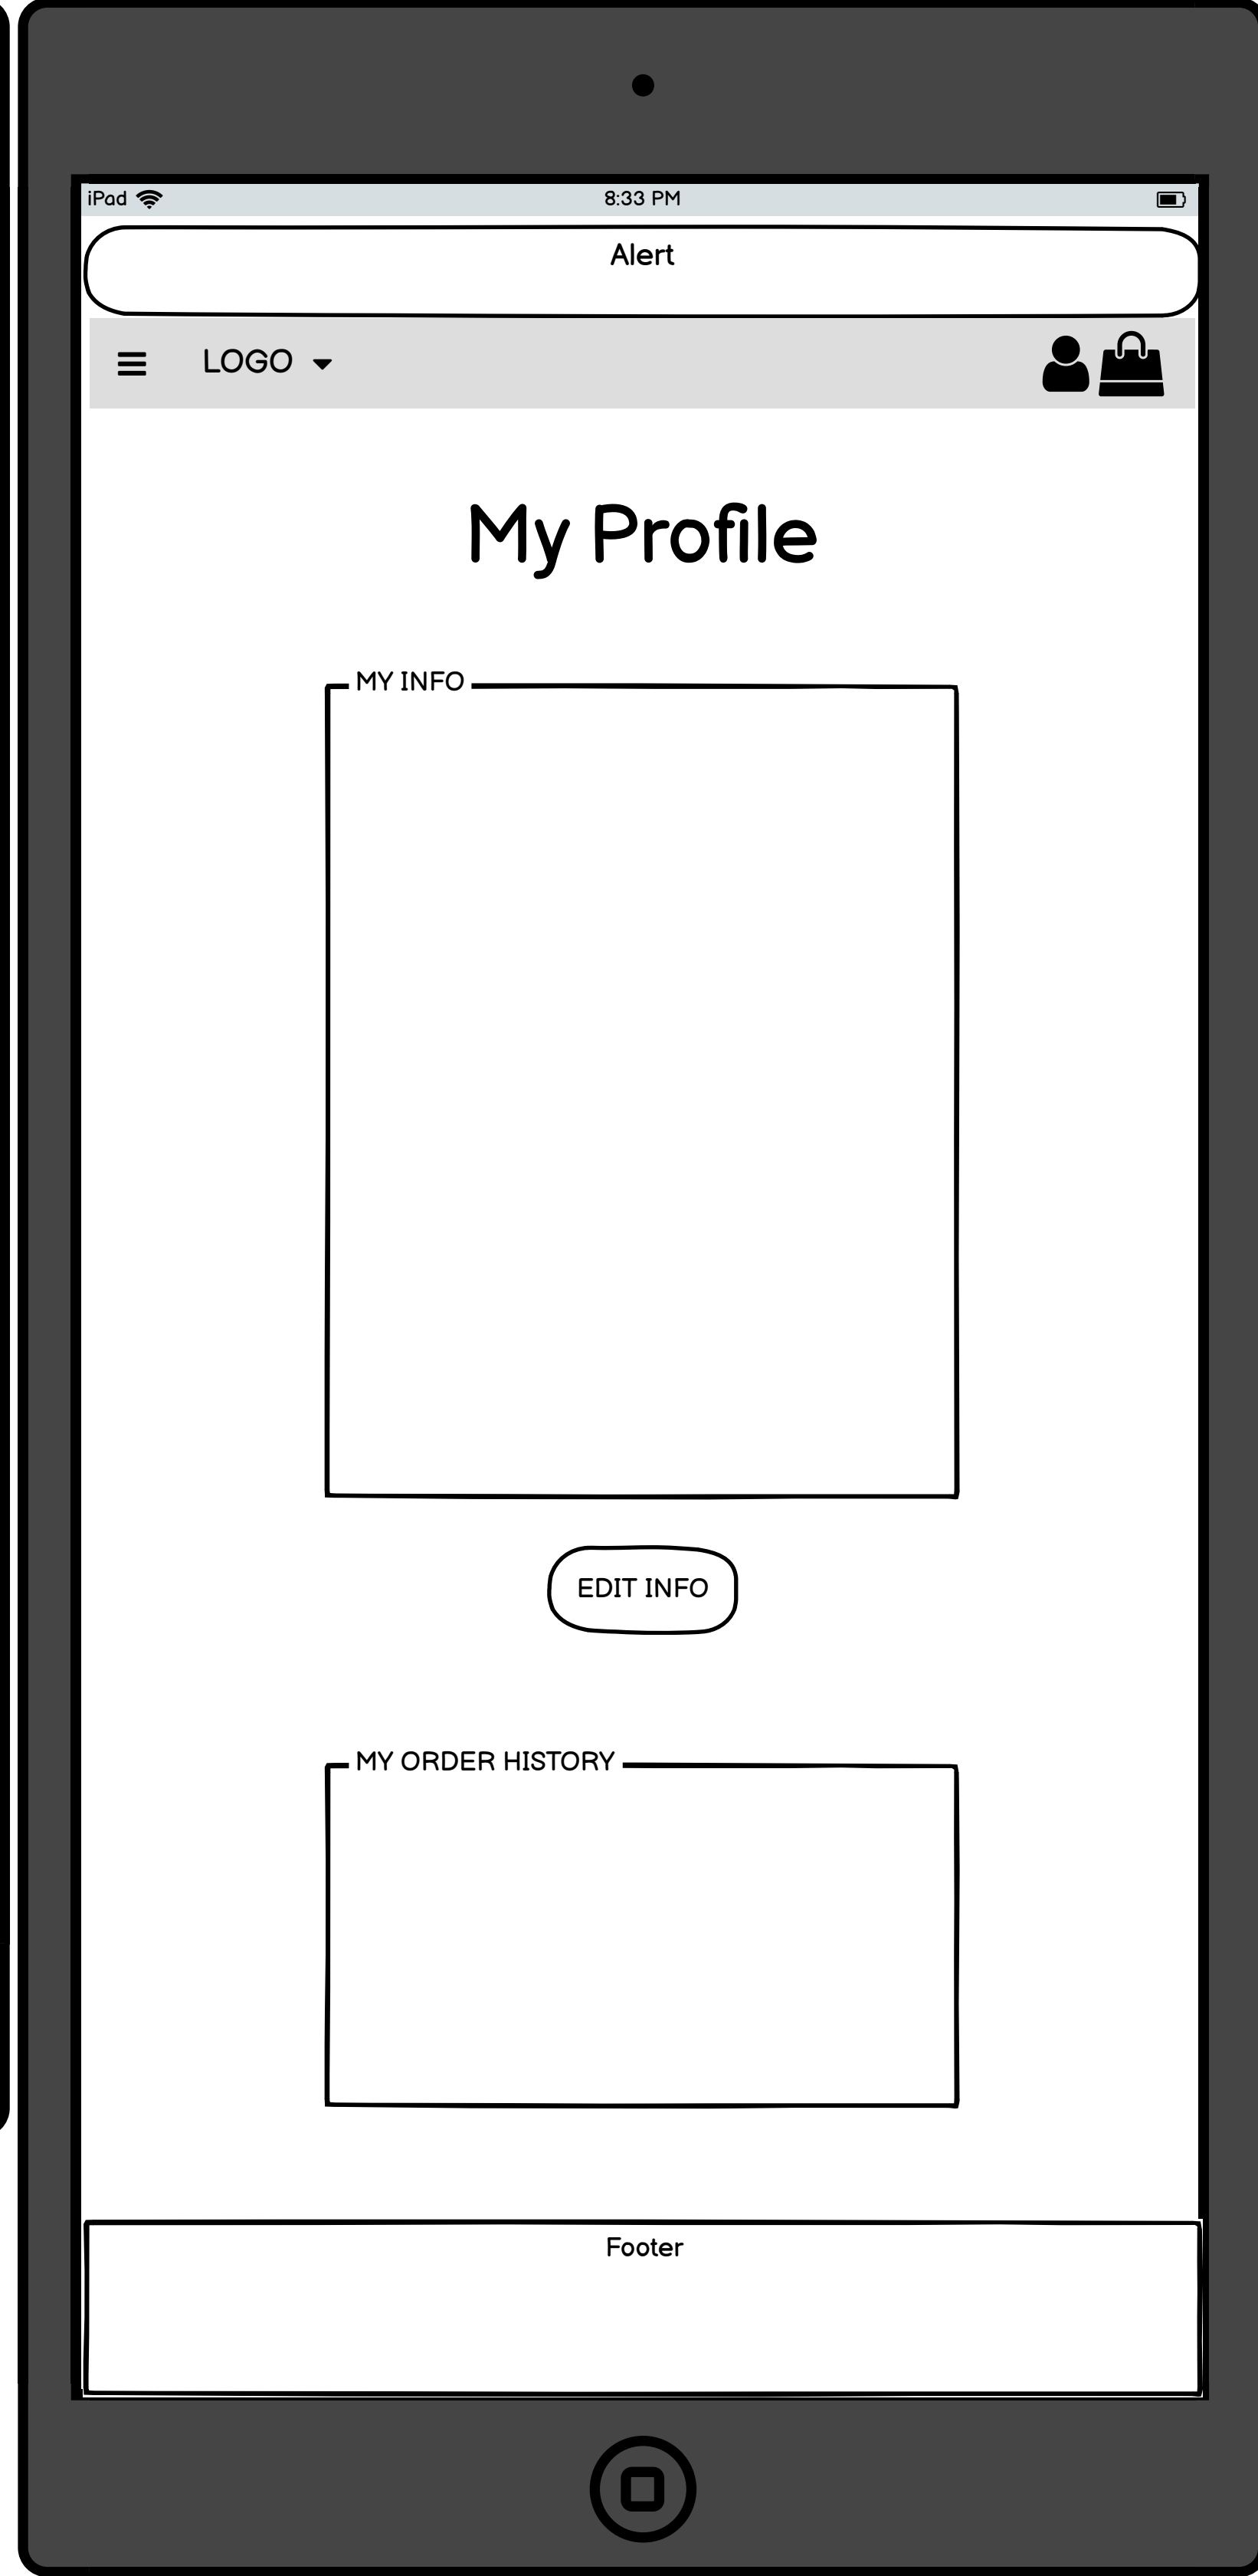 iPad 8:33 PM
Alert
LOGO
My Profile
MY INFO
EDIT INFO
MY ORDER HISTORY
Footer